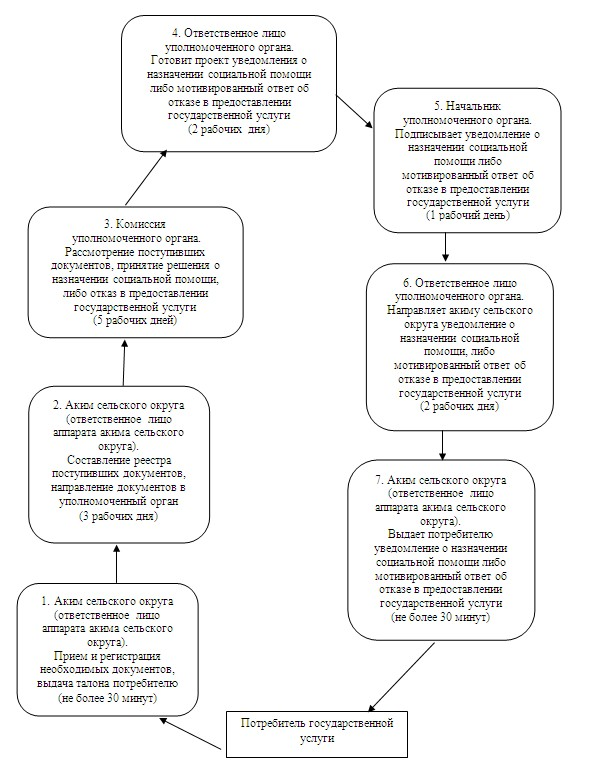 4. Ответственное лицо
уполномоченного органа.
Готовит проект уведомления о
назначении социальной помощи
либо мотивированный ответ об
отказе в предоставлении
государственной услуги
(2 рабочих дня)
5. Начальник
уполномоченного органа.
Подписывает уведомление о
назначении социальной
помощи либо
мотивированный ответ об
отказе в предоставлении
государственной услуги
(1 рабочий день)
3. Комиссия
уполномоченного органа.
Рассмотрение поступивших
документов, принятие решения о
назначении социальной помощи,
либо отказ в предоставлении
государственной услуги
(5 рабочих дней)
6. Ответственное лицо
уполномоченного органа.
Направляет акиму сельского
округа уведомление о
назначении социальной
помощи, либо
мотивированный ответ об
отказе в предоставлении
государственной услуги
(2 рабочих дня)
2. Аким сельского округа
(ответственное лицо
аппарата акима сельского
округа).
Составление реестра
поступивших документов,
направление документов в
уполномоченный орган
(3 рабочих дня)
7. Аким сельского округа
(ответственное лицо
аппарата акима сельского
округа).
Выдает потребителю
уведомление о назначении
социальной помощи либо
мотивированный ответ об
отказе в предоставлении
государственной услуги
(не более 30 минут)
1. Аким сельского округа
(ответственное лицо
аппарата акима сельского
округа).
Прием и регистрация
необходимых документов,
выдача талона потребителю
(не более 30 минут)
Потребитель государственной
услуги